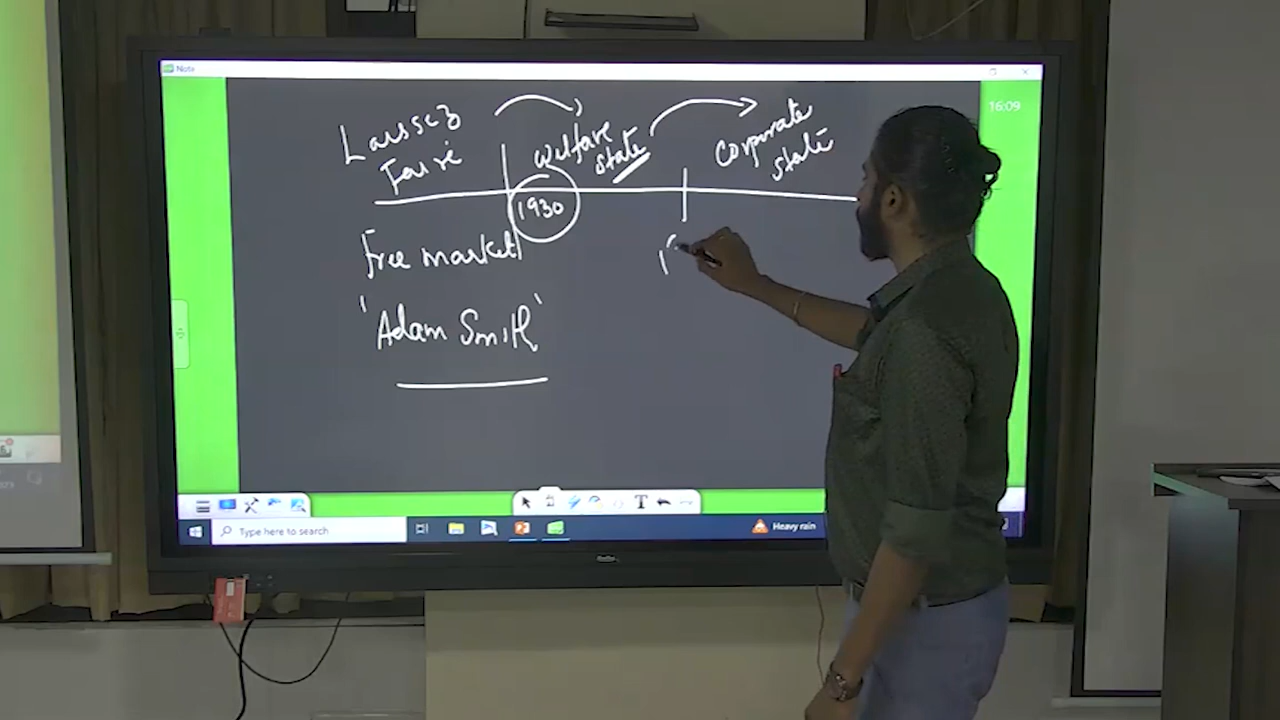 Note
16:09
Laissez
Faire
Welfare
state
Corporate
state
1930
Free market
'Adam Smith'
T
Type here to search
Heavy rain